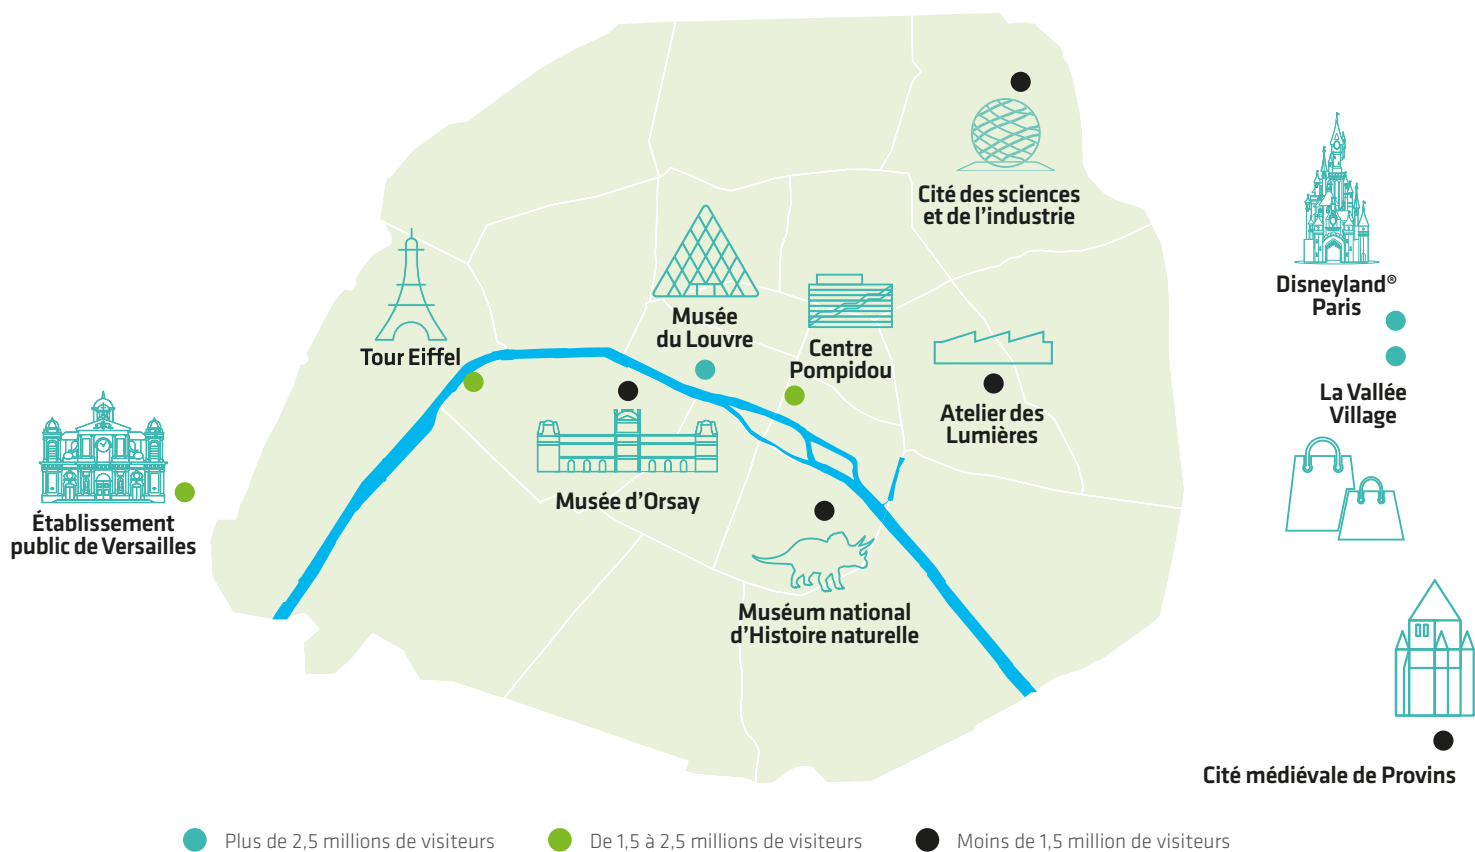 Cité des sciences
et de l’industrie
Disneyland®
Paris
Musée
du Louvre
Centre
Pompidou
Tour Eiffel
La Vallée
Village
Atelier des
Lumières
Musée d’Orsay
Établissement
public de Versailles
Muséum national
d’Histoire naturelle
Cité médiévale de Provins
Plus de 2,5 millions de visiteurs
De 1,5 à 2,5 millions de visiteurs
Moins de 1,5 million de visiteurs